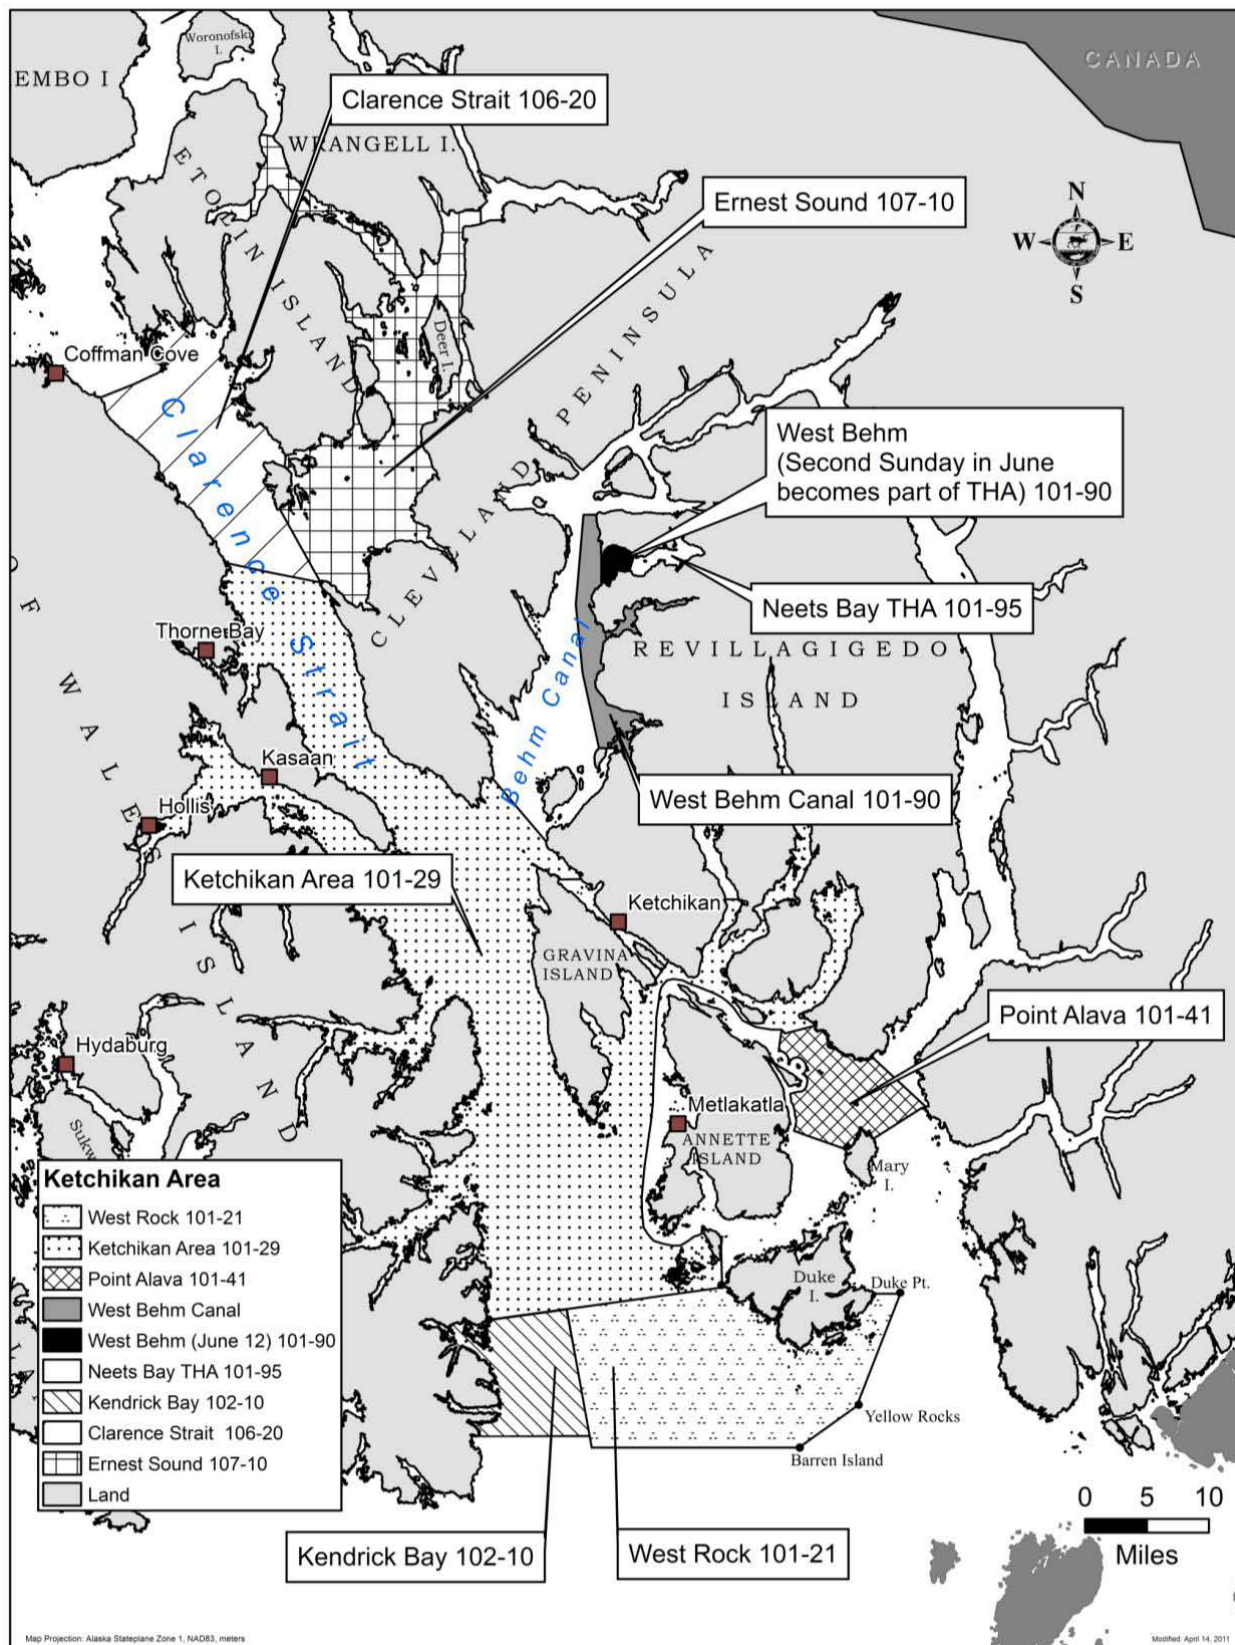 CANADA
Woronofski
I.
EMBO I
Clarence Strait 106-20
WRANGELL I.
ETOLIN ISLAND
Ernest Sound 107-10
N
W
E
S
Deer I.
Coffman Cove
Clarence Strait
CLEVELAND PENINSULA
West Behm
(Second Sunday in June
becomes part of THA) 101-90
Neets Bay THA 101-95
OF WALES ISLAND
Thorne Bay
Behm Canal
REVILLAGIGEDO
ISLAND
Kasaan
Hollis
West Behm Canal 101-90
Ketchikan Area 101-29
Ketchikan
GRAVINA
ISLAND
Point Alava 101-41
Hydaburg
Metlakatla
ANNETTE
ISLAND
Sukw
Mary
I.
Duke
I.
Duke Pt.
Yellow Rocks
Barren Island
Ketchikan Area
West Rock 101-21
Ketchikan Area 101-29
Point Alava 101-41
West Behm Canal
West Behm (June 12) 101-90
Neets Bay THA 101-95
Kendrick Bay 102-10
Clarence Strait 106-20
Ernest Sound 107-10
Land
0 5 10
Miles
Kendrick Bay 102-10
West Rock 101-21
Map Projection: Alaska Stateplane Zone 1, NAD83, meters
Modified: April 14, 2011